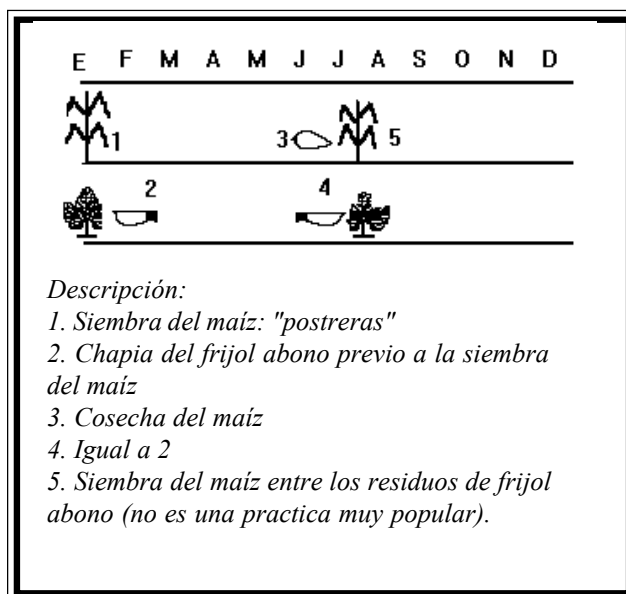 E F M A M J J A S O N D
1 3 5
2 4
Descripción:
1. Siembra del maíz: "postreras"
2. Chapia del frijol abono previo a la siembra
del maíz
3. Cosecha del maíz
4. Igual a 2
5. Siembra del maíz entre los residuos de frijol
abono (no es una practica muy popular).